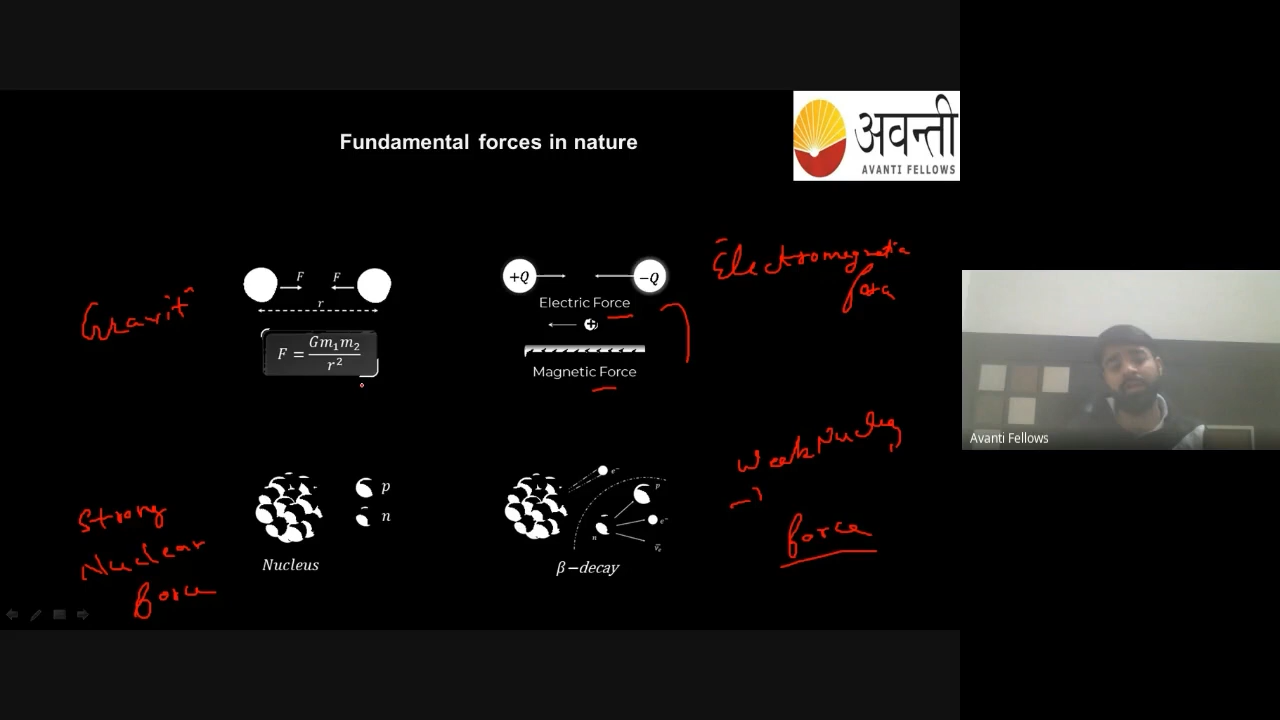 Fundamental forces in nature
अवन्ती
AVANTI FELLOWS
Gravitⁿ
F F
r
F = Gm₁m₂ / r²
+Q −Q
Electric Force
Magnetic Force
Electromagnetic
force
Strong
Nuclear
force
p
n
Nucleus
e⁻
p
e⁻
n
β−decay
Weak Nuclear
force
Avanti Fellows